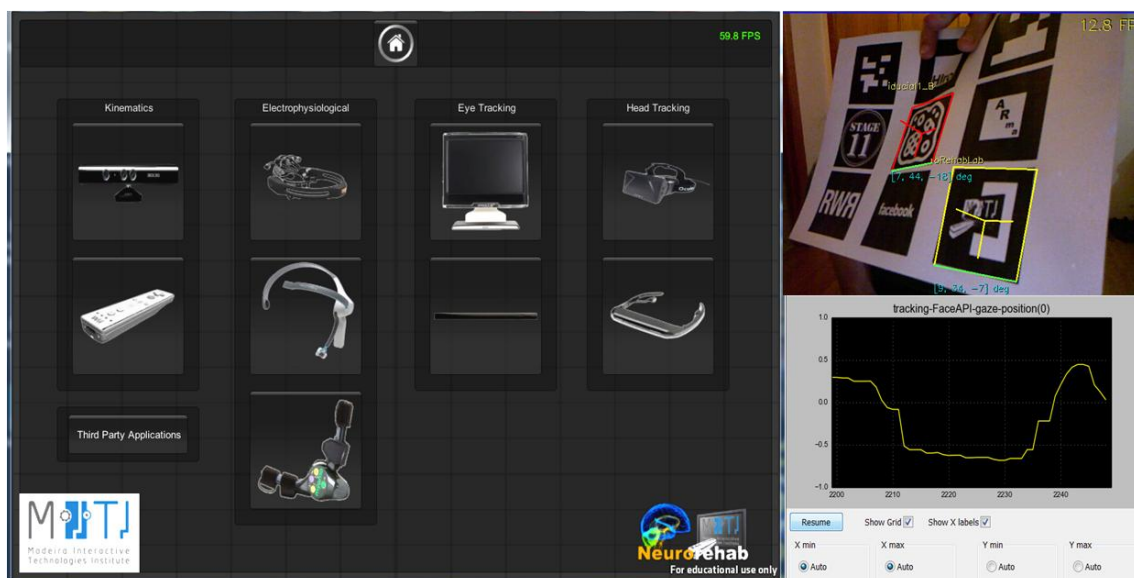 59.8 FPS
Kinematics
Electrophysiological
Eye Tracking
Head Tracking
Third Party Applications
M ITI
Madeira Interactive
Technologies Institute
Neurorehab
For educational use only
12.8 FP
iducial1_8
STAGE
11
A
R
m
a
oRehabLab
[7, 44, -18] deg
RWR
facebook
[9, 34, -7] deg
tracking-FaceAPI-gaze-position(0)
1.0
0.5
0.0
−0.5
−1.0
2200
2210
2220
2230
2240
Resume
Show Grid
Show X labels
X min
X max
Y min
Y max
Auto
Auto
Auto
Auto